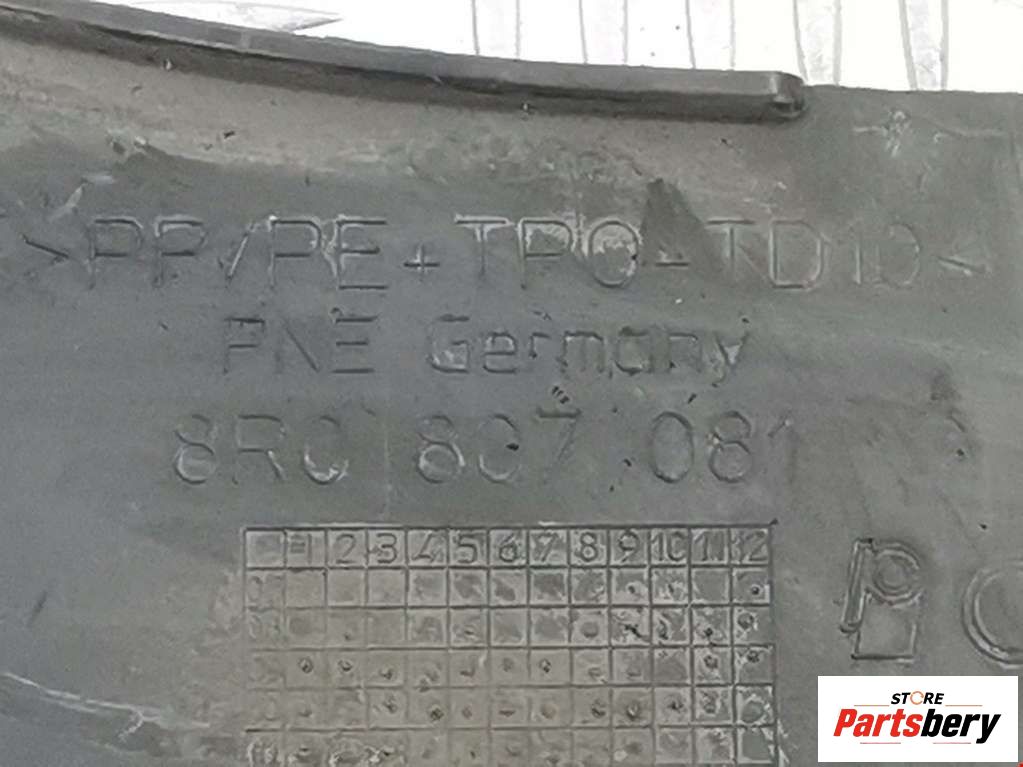 >PP/PE+TPO-TD10<
PNE Germany
8R0 807 081
1 2 3 4 5 6 7 8 9 10 11 12
STORE
Partsbery